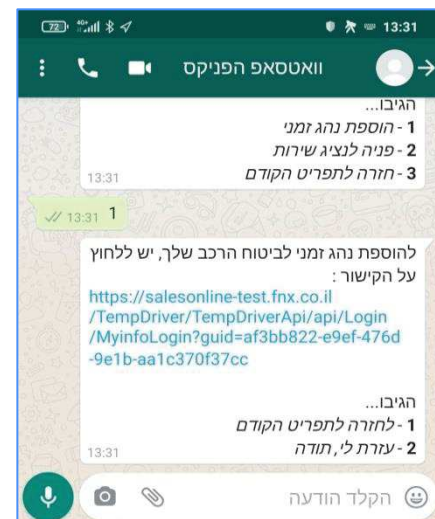 72 4G+ 13:31
וואטסאפ הפניקס
הגיבו...
1 - הוספת נהג זמני
2 - פניה לנציג שירות
3 - חזרה לתפריט הקודם
13:31
1 13:31
להוספת נהג זמני לביטוח הרכב שלך, יש ללחוץ
על הקישור :
https://salesonline-test.fnx.co.il
/TempDriver/TempDriverApi/api/Login
/MyinfoLogin?guid=af3bb822-e9ef-476d
-9e1b-aa1c370f37cc
הגיבו...
1 - לחזרה לתפריט הקודם
2 - עזרת לי, תודה
13:31
הקלד הודעה